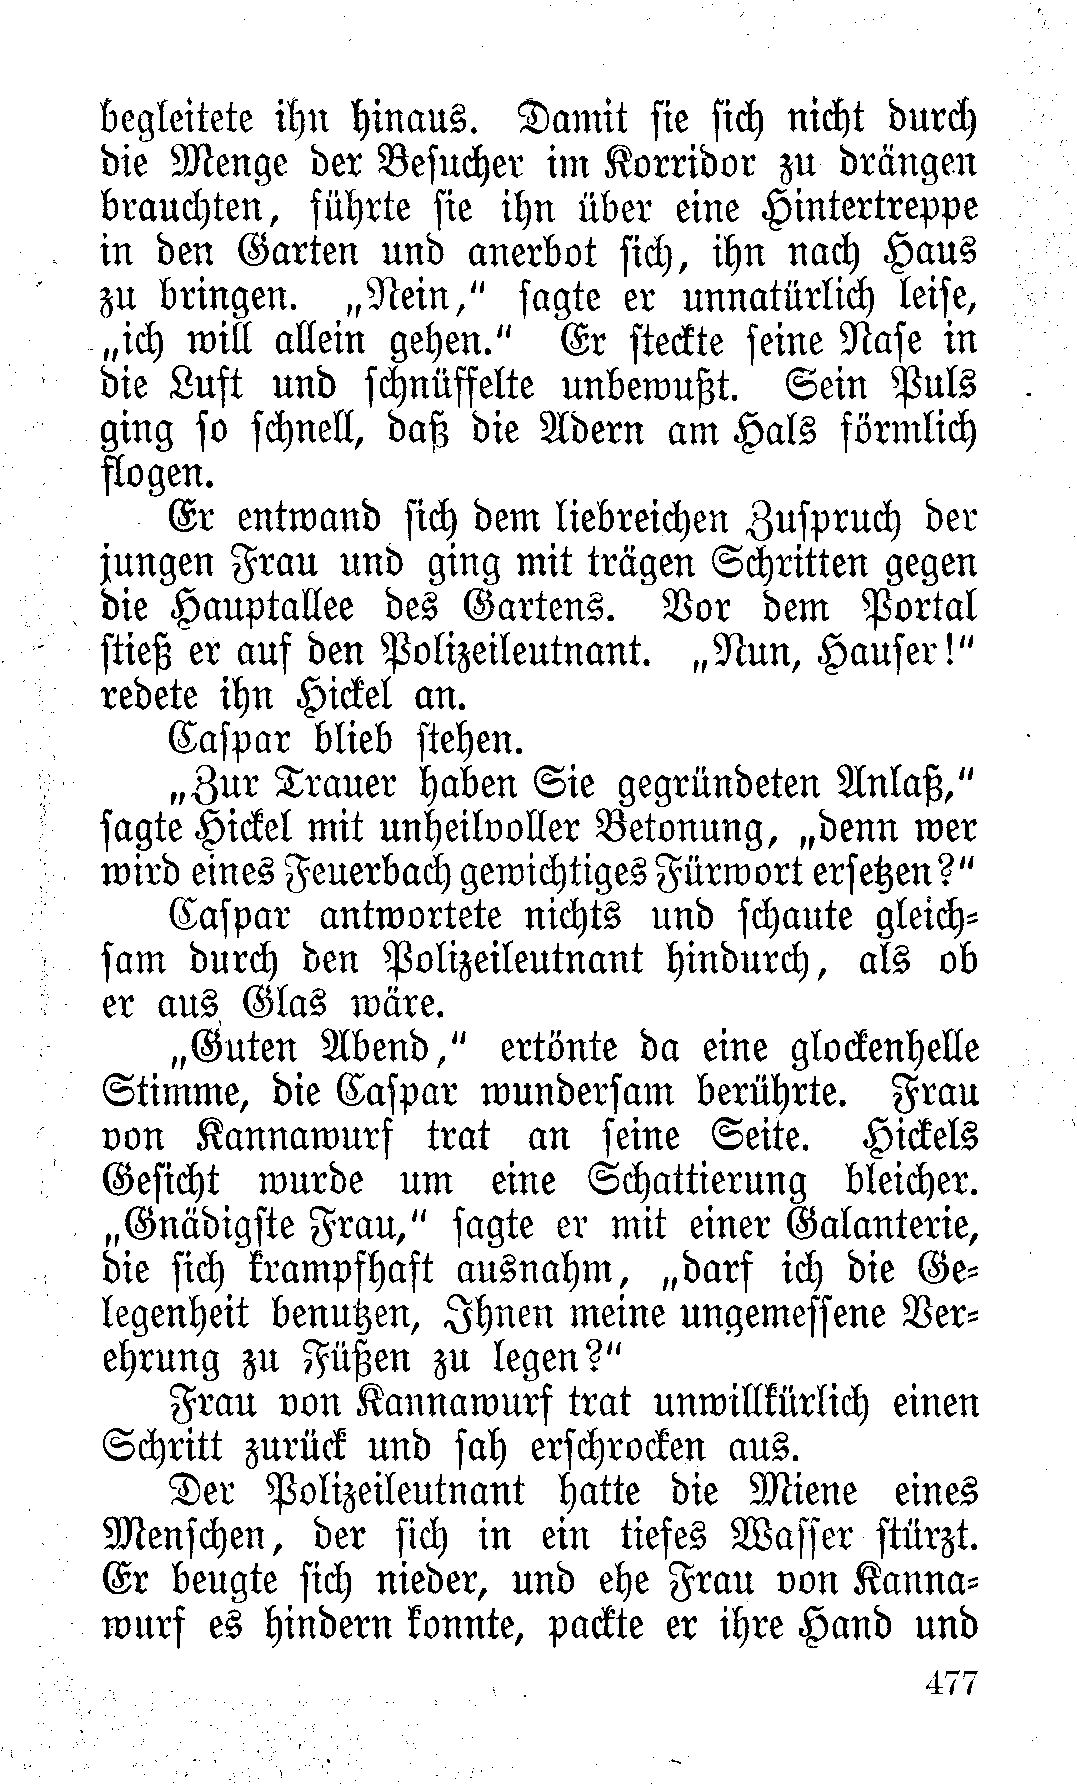 begleitete ihn hinaus. Damit sie sich nicht durch
die Menge der Besucher im Korridor zu drängen
brauchten, führte sie ihn über eine Hintertreppe
in den Garten und anerbot sich, ihn nach Haus
zu bringen. „Nein,“ sagte er unnatürlich leise,
„ich will allein gehen.“ Er steckte seine Nase in
die Luft und schnüffelte unbewußt. Sein Puls
ging so schnell, daß die Adern am Hals förmlich
flogen.
Er entwand sich dem liebreichen Zuspruch der
jungen Frau und ging mit trägen Schritten gegen
die Hauptallee des Gartens. Vor dem Portal
stieß er auf den Polizeileutnant. „Nun, Hauser!“
redete ihn Hickel an.
Caspar blieb stehen.
„Zur Trauer haben Sie gegründeten Anlaß,“
sagte Hickel mit unheilvoller Betonung, „denn wer
wird eines Feuerbach gewichtiges Fürwort ersetzen?“
Caspar antwortete nichts und schaute gleich-
sam durch den Polizeileutnant hindurch, als ob
er aus Glas wäre.
„Guten Abend,“ ertönte da eine glockenhelle
Stimme, die Caspar wundersam berührte. Frau
von Kannawurf trat an seine Seite. Hickels
Gesicht wurde um eine Schattierung bleicher.
„Gnädigste Frau,“ sagte er mit einer Galanterie,
die sich krampfhaft ausnahm, „darf ich die Ge-
legenheit benutzen, Ihnen meine ungemessene Ver-
ehrung zu Füßen zu legen?“
Frau von Kannawurf trat unwillkürlich einen
Schritt zurück und sah erschrocken aus.
Der Polizeileutnant hatte die Miene eines
Menschen, der sich in ein tiefes Wasser stürzt.
Er beugte sich nieder, und ehe Frau von Kanna-
wurf es hindern konnte, packte er ihre Hand und
477